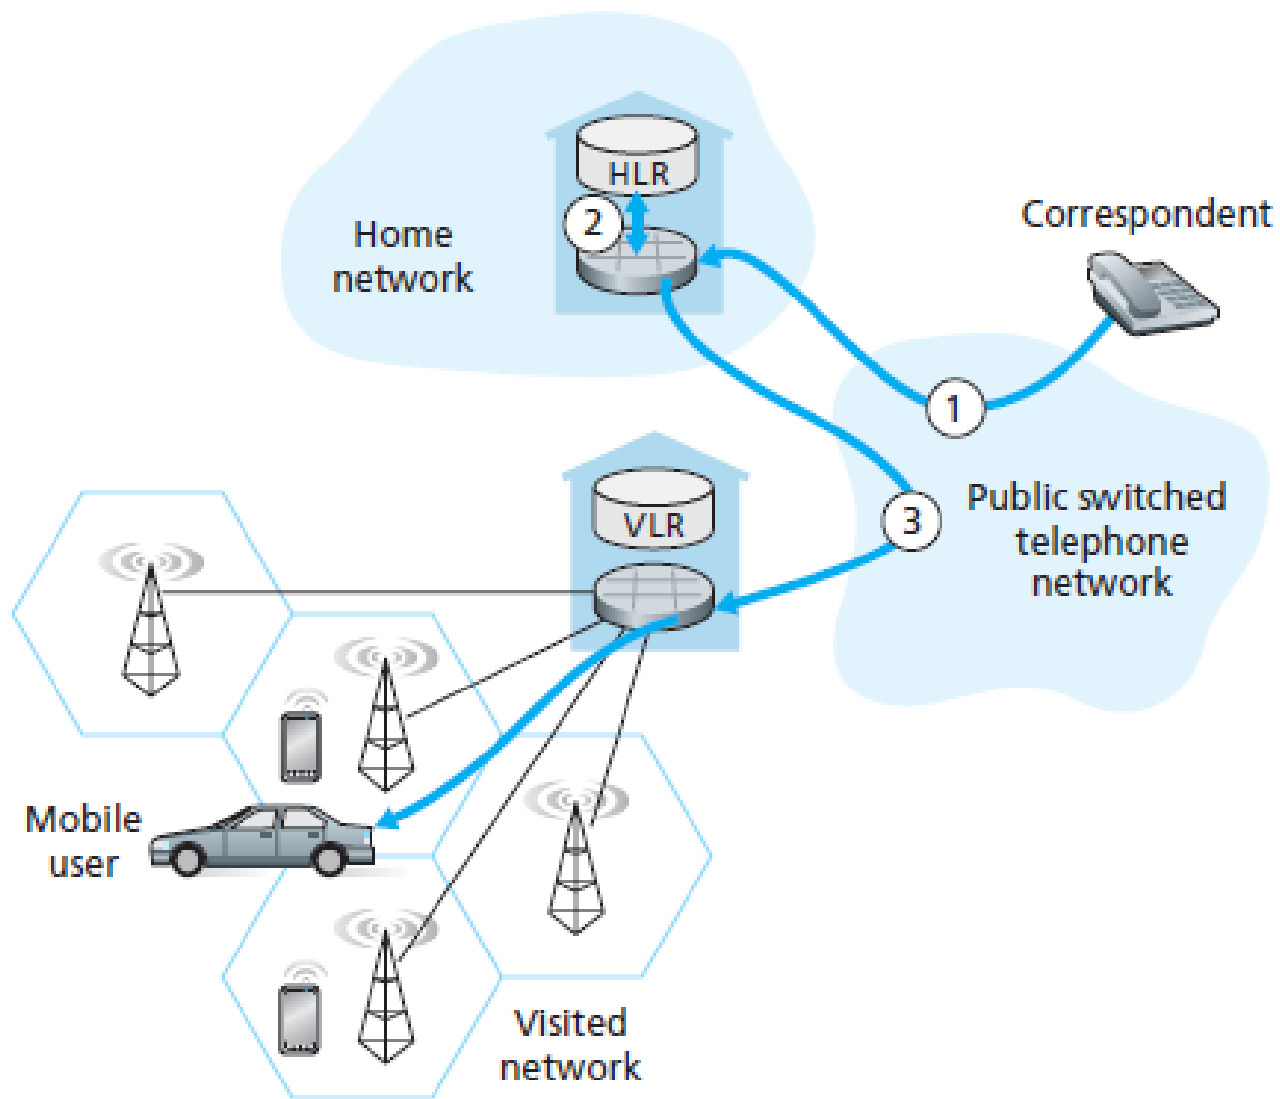 HLR
2
Home
network
Correspondent
1
VLR
3
Public switched
telephone
network
Mobile
user
Visited
network